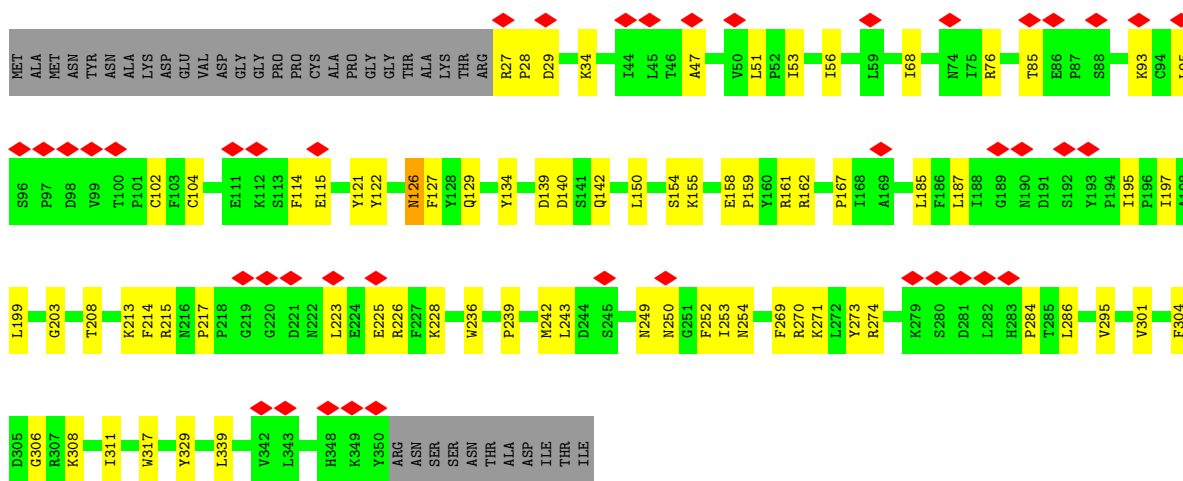 MET ALA MET ASN TYR ASN ALA LYS ASP GLU VAL ASP GLY GLY PRO PRO CYS ALA PRO GLY GLY THR ALA LYS THR ARG R27 P28 D29 K34 I44 L45 T46 A47 V50 L51 P52 I53 I56 L59 I68 N74 I75 R76 T85 E86 P87 S88 K93 C94
S96 P97 D98 V99 T100 P101 C102 F103 C104 E111 K112 S113 F114 E115 Y121 Y122 N126 F127 Y128 Q129 Y134 D139 D140 S141 Q142 L150 S154 K155 E158 P159 Y160 R161 R162 P167 I168 A169 L185 F186 L187 I188 G189 N190 D191 S192 Y193 P194 I195 P196 I197
L199 G203 T208 K213 F214 R215 N216 P217 P218 G219 G220 D221 N222 L223 E224 E225 R226 F227 K228 W236 P239 M242 L243 D244 S245 N249 N250 G251 F252 I253 N254 F269 R270 K271 L272 Y273 R274 K279 S280 D281 L282 H283 P284 T285 L286 V295 V301 F304
D305 G306 R307 K308 I311 W317 Y329 L339 V342 L343 H348 K349 Y350 ARG ASN SER SER ASN THR ALA ASP ILE THR ILE